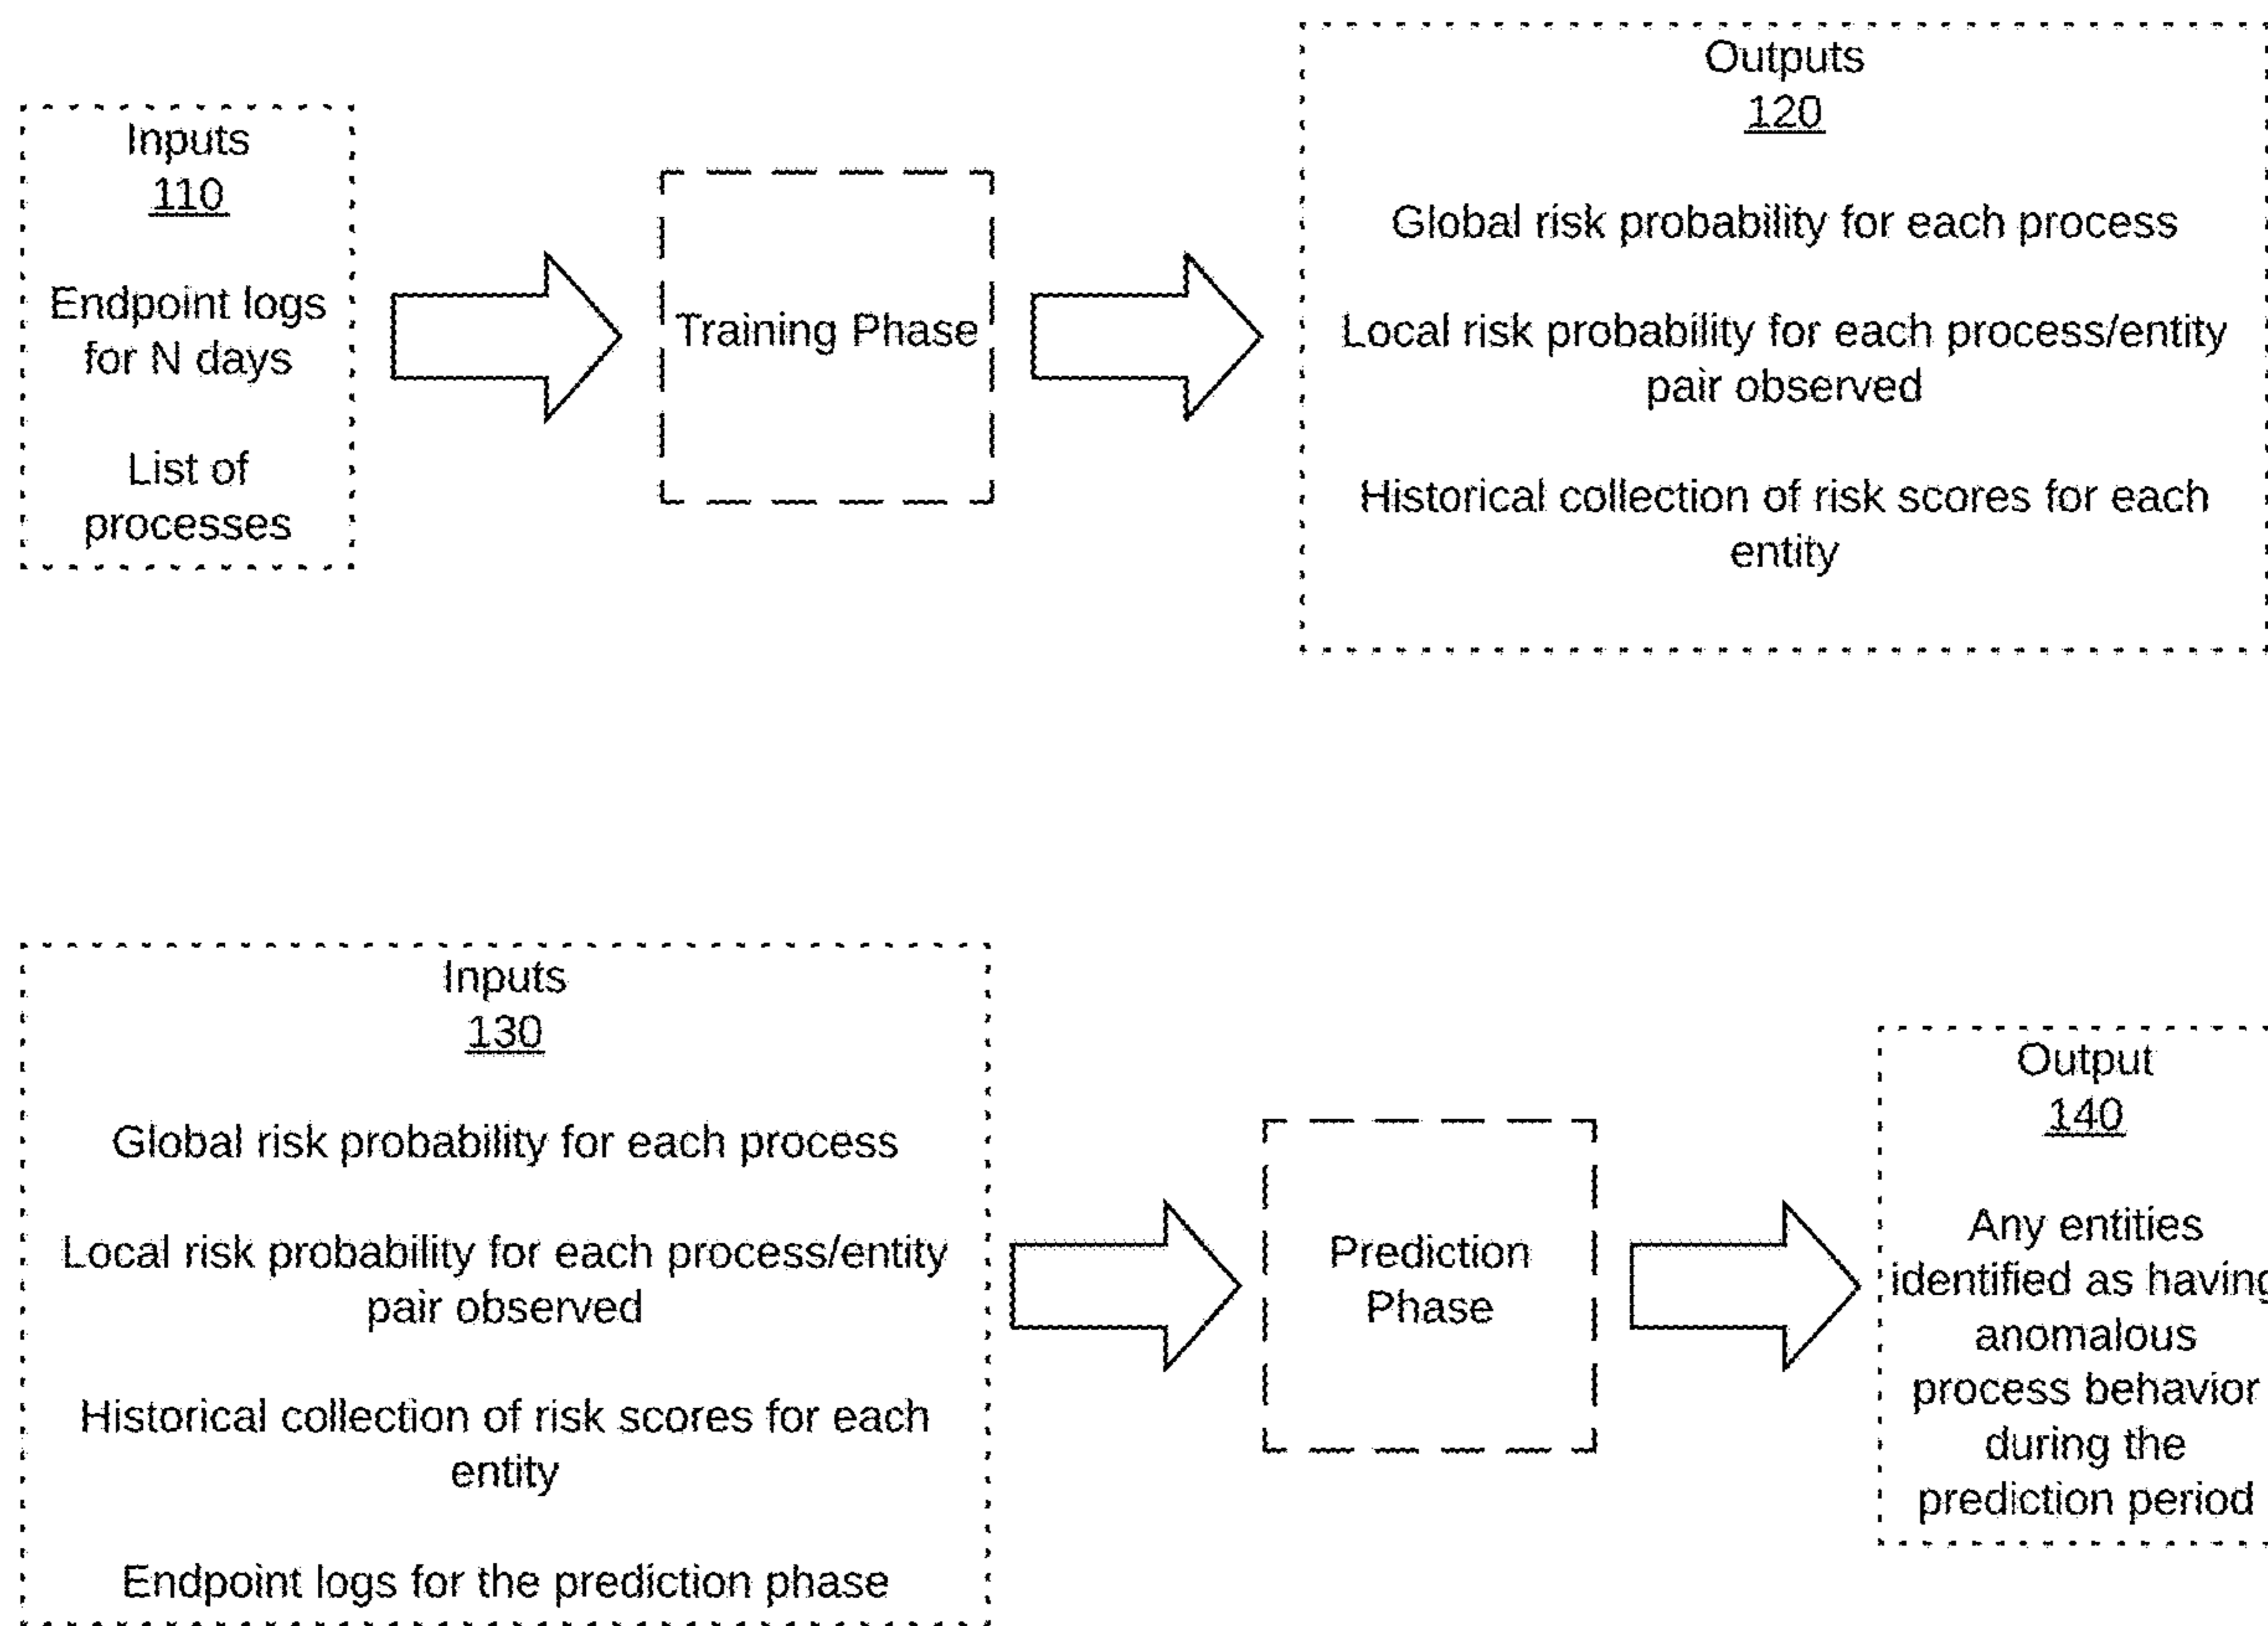 Inputs
110
Endpoint logs
for N days
List of
processes
Training Phase
Outputs
120
Global risk probability for each process
Local risk probability for each process/entity
pair observed
Historical collection of risk scores for each
entity
Inputs
130
Global risk probability for each process
Local risk probability for each process/entity
pair observed
Historical collection of risk scores for each
entity
Endpoint logs for the prediction phase
Prediction
Phase
Output
140
Any entities
identified as having
anomalous
process behavior
during the
prediction period